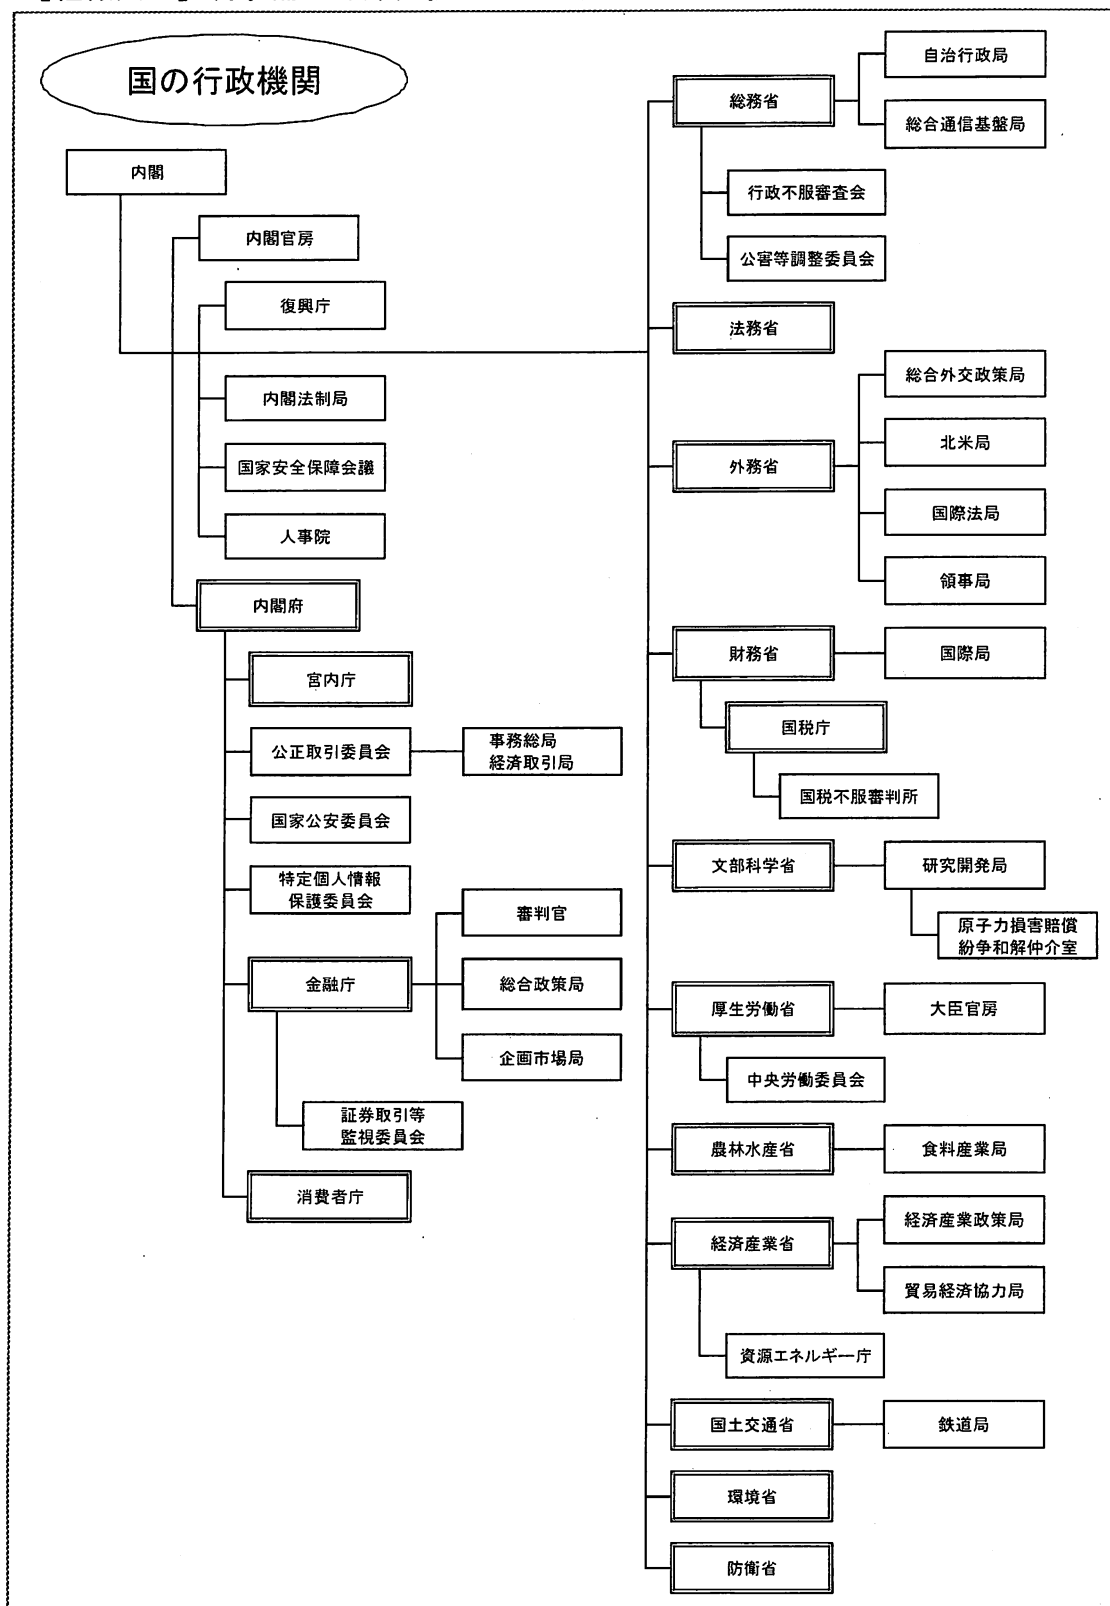 国の行政機関
内閣
内閣官房
復興庁
内閣法制局
国家安全保障会議
人事院
内閣府
宮内庁
公正取引委員会
事務総局
経済取引局
国家公安委員会
特定個人情報
保護委員会
金融庁
審判官
総合政策局
企画市場局
証券取引等
監視委員会
消費者庁
総務省
自治行政局
総合通信基盤局
行政不服審査会
公害等調整委員会
法務省
外務省
総合外交政策局
北米局
国際法局
領事局
財務省
国際局
国税庁
国税不服審判所
文部科学省
研究開発局
原子力損害賠償
紛争和解仲介室
厚生労働省
大臣官房
中央労働委員会
農林水産省
食料産業局
経済産業省
経済産業政策局
貿易経済協力局
資源エネルギー庁
国土交通省
鉄道局
環境省
防衛省